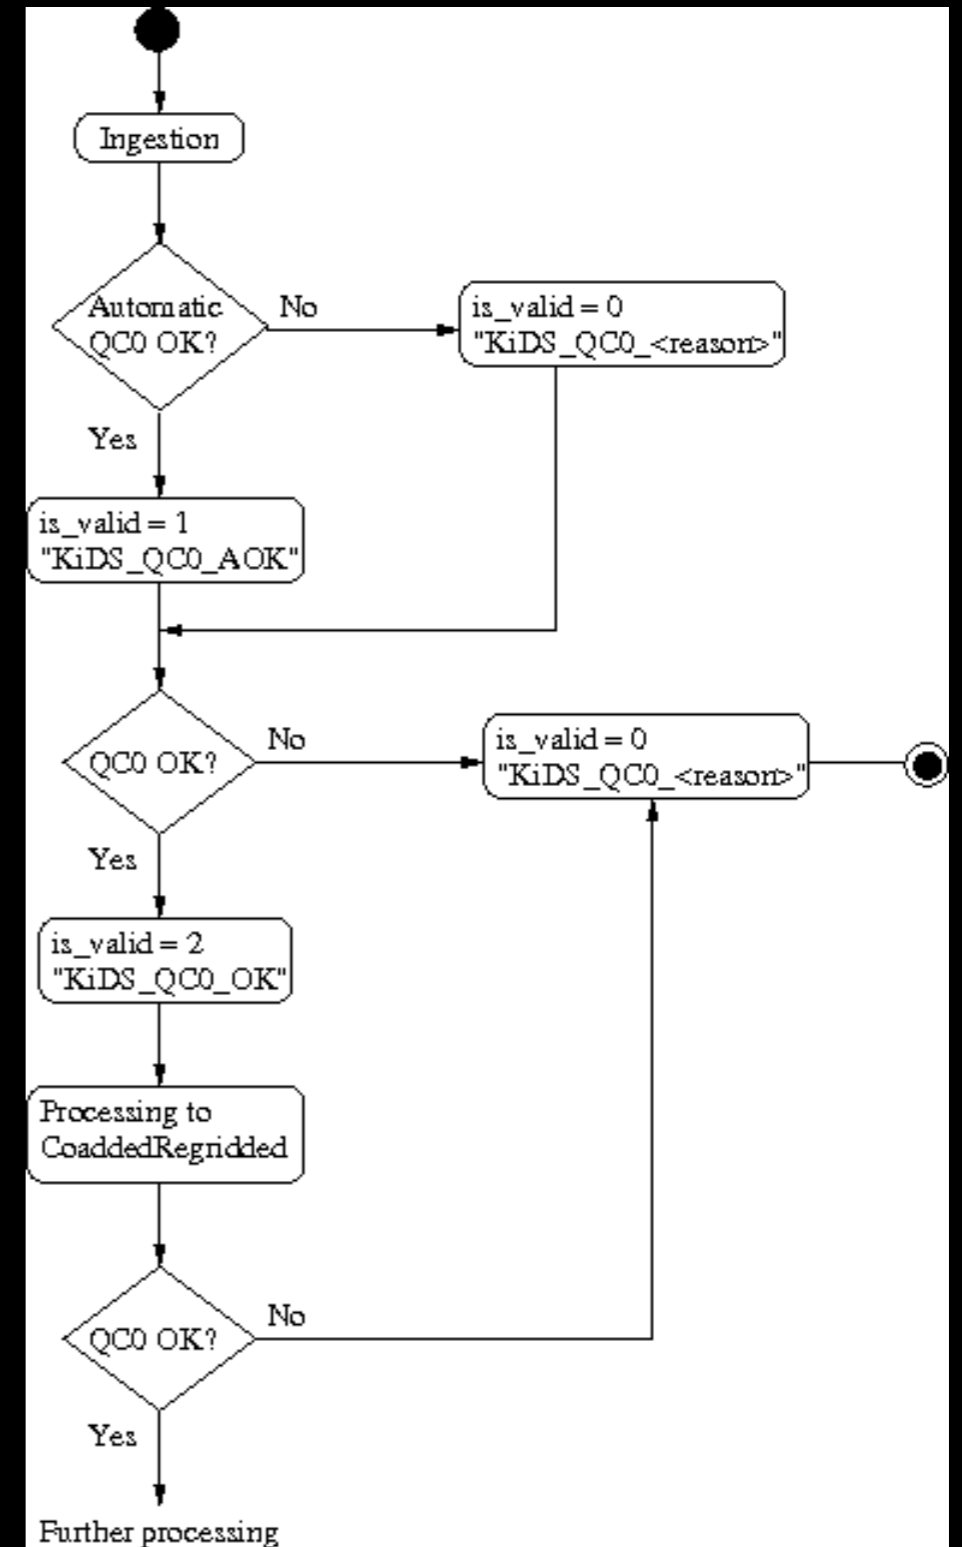 Ingestion
Automatic
QC0 OK?
No
is_valid = 0
"KiDS_QC0_<reason>"
Yes
is_valid = 1
"KiDS_QC0_AOK"
QC0 OK?
No
is_valid = 0
"KiDS_QC0_<reason>"
Yes
is_valid = 2
"KiDS_QC0_OK"
Processing to
CoaddedRegridded
QC0 OK?
No
Yes
Further processing